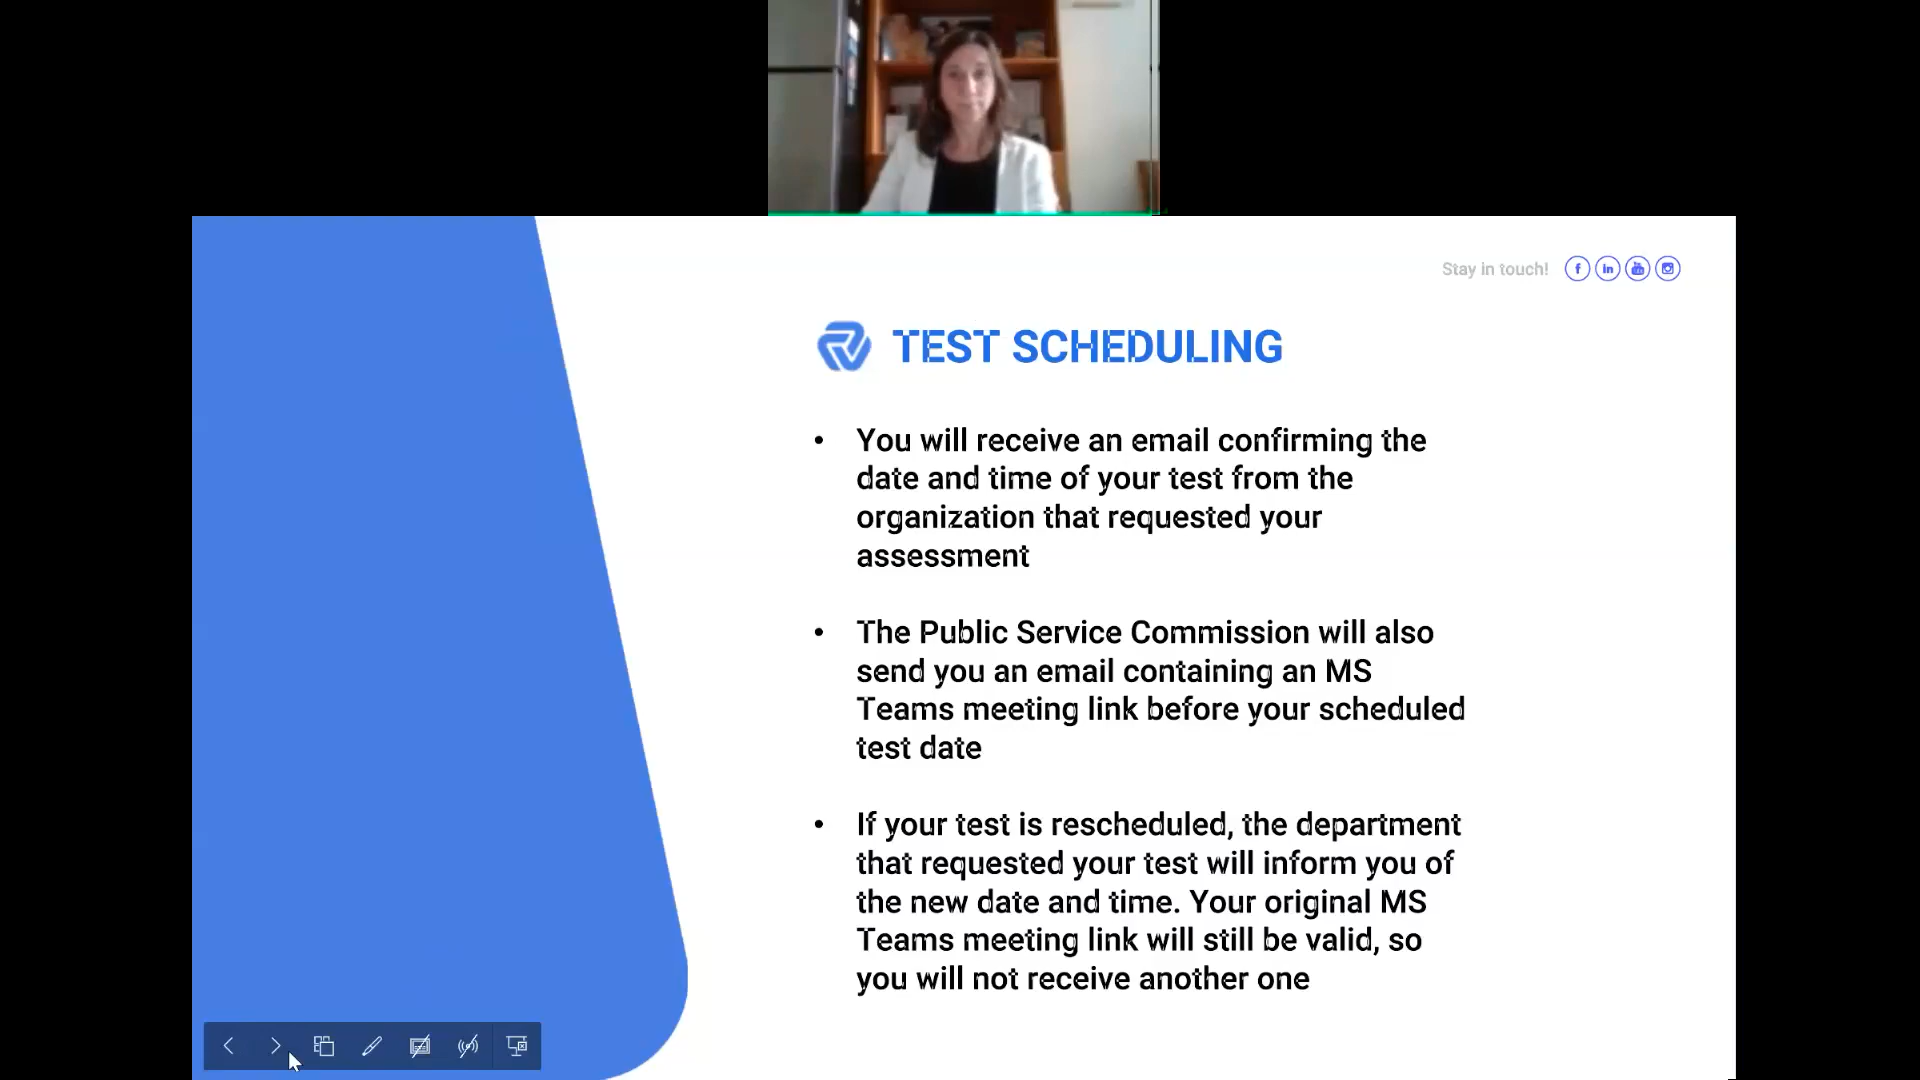 Stay in touch!
TEST SCHEDULING
• You will receive an email confirming the
date and time of your test from the
organization that requested your
assessment
• The Public Service Commission will also
send you an email containing an MS
Teams meeting link before your scheduled
test date
• If your test is rescheduled, the department
that requested your test will inform you of
the new date and time. Your original MS
Teams meeting link will still be valid, so
you will not receive another one